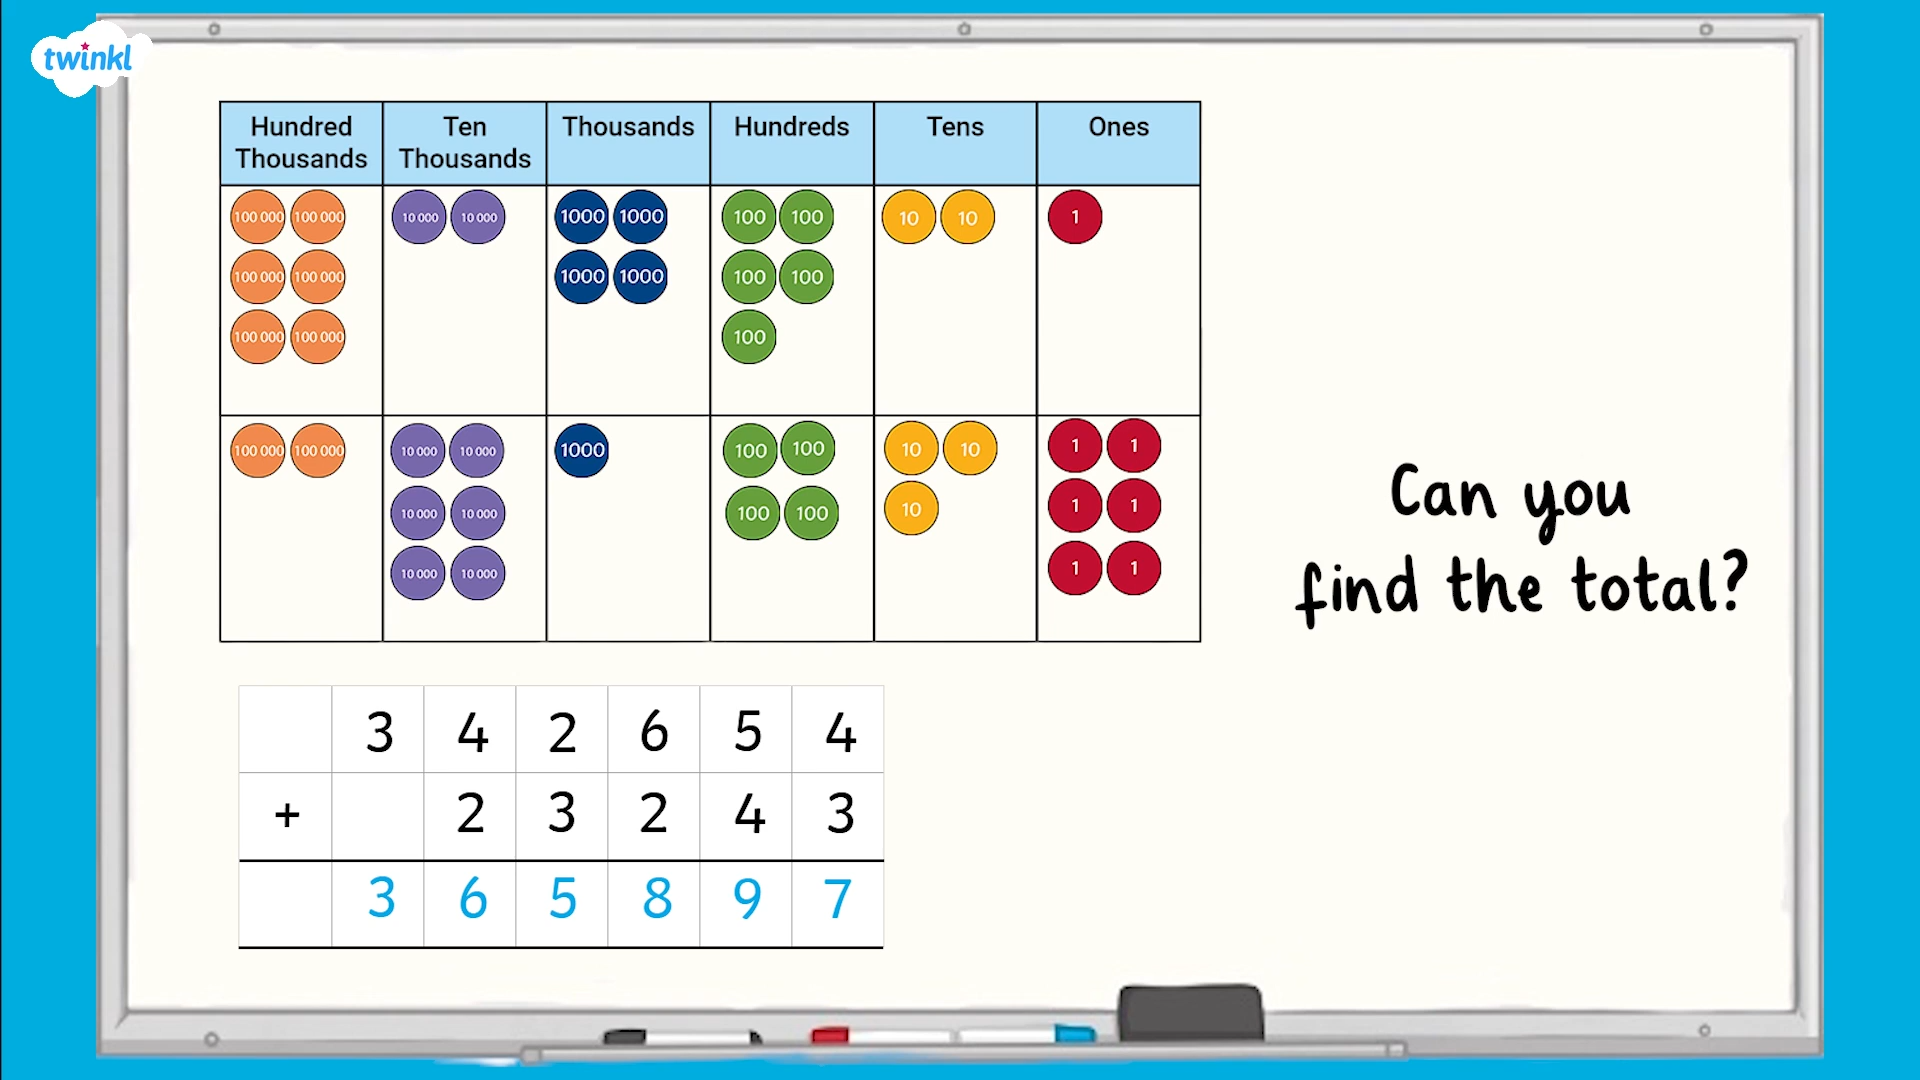 twinkl
Hundred Thousands Ten Thousands Thousands Hundreds Tens Ones
100 000 100 000 10 000 10 000 1000 1000 100 100 10 10 1
100 000 100 000 1000 1000 100 100
100 000 100 000 100
100 000 100 000 10 000 10 000 1000 100 100 10 10 1 1
10 000 10 000 100 100 10 1 1
10 000 10 000 1 1
Can you
find the total?
3 4 2 6 5 4
+ 2 3 2 4 3
3 6 5 8 9 7